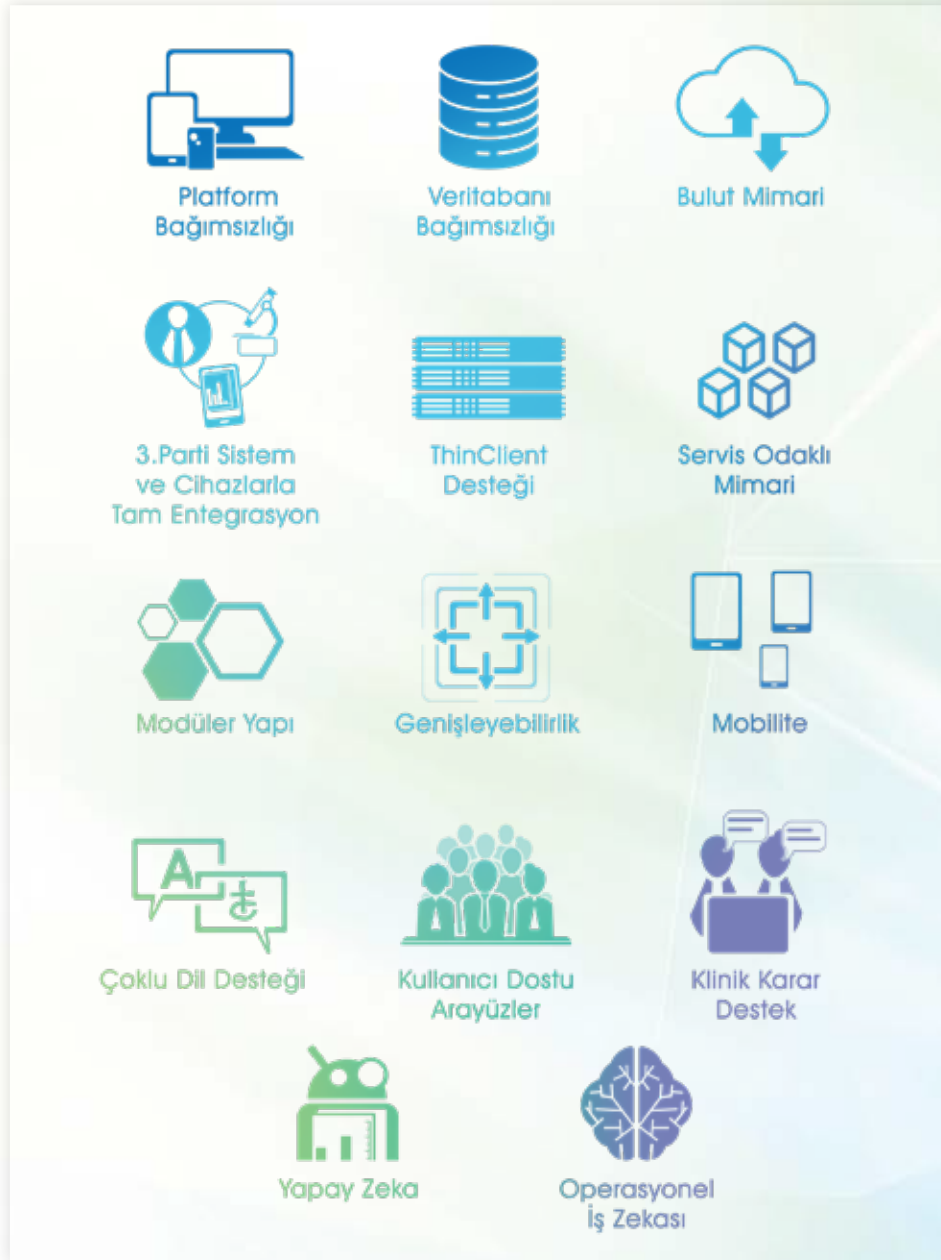 Platform
Bağımsızlığı
Veritabanı
Bağımsızlığı
Bulut Mimari
3.Parti Sistem
ve Cihazlarla
Tam Entegrasyon
ThinClient
Desteği
Servis Odaklı
Mimari
Modüler Yapı
Genişleyebilirlik
Mobilite
A
Çoklu Dil Desteği
Kullanıcı Dostu
Arayüzler
Klinik Karar
Destek
Yapay Zeka
Operasyonel
İş Zekası